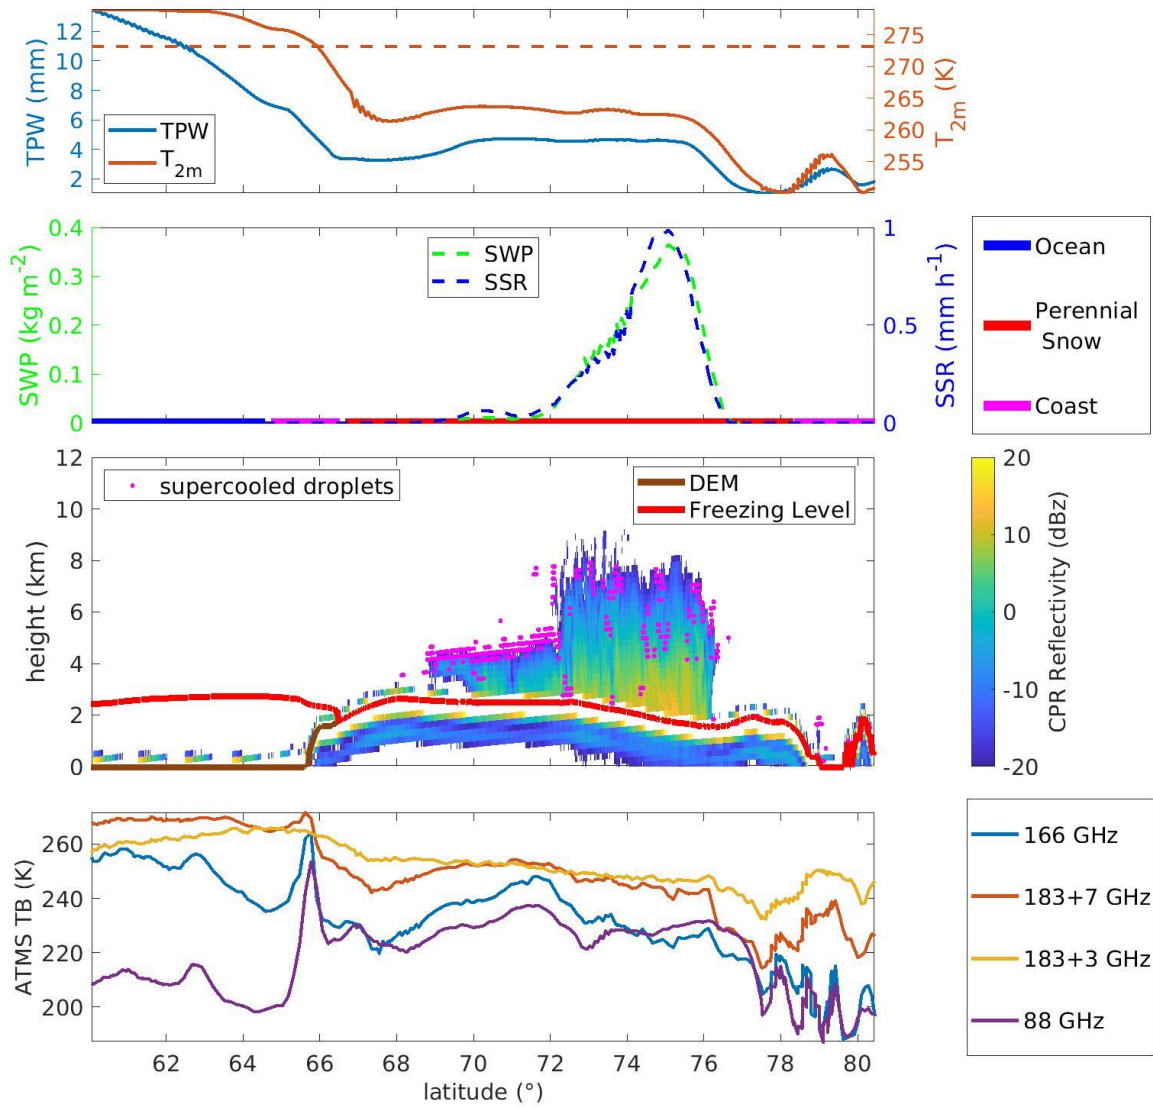 12
10
8
6
4
2
TPW (mm)
TPW
T2m
275
270
265
260
255
T2m (K)
0.4
0.3
0.2
0.1
0
SWP (kg m-2)
SWP
SSR
1
0.5
0
SSR (mm h-1)
Ocean
Perennial
Snow
Coast
12
10
8
6
4
2
0
height (km)
supercooled droplets
DEM
Freezing Level
20
10
0
-10
-20
CPR Reflectivity (dBz)
260
240
220
200
ATMS TB (K)
166 GHz
183+7 GHz
183+3 GHz
88 GHz
62 64 66 68 70 72 74 76 78 80
latitude (°)